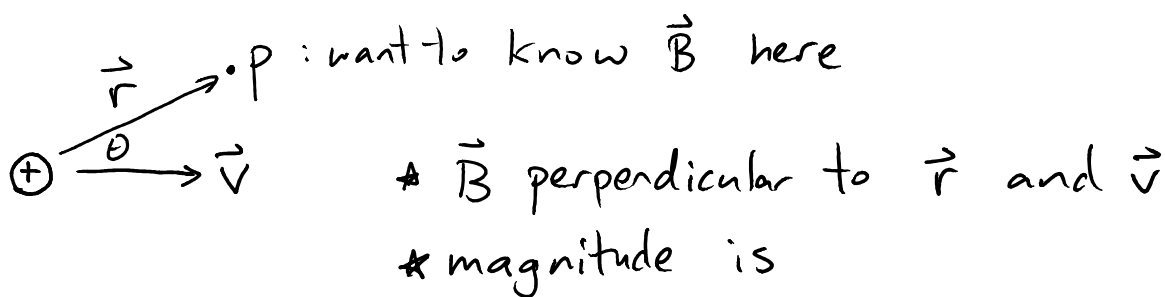 r⃗ • P : want to know B⃗ here
θ
+ v⃗ * B⃗ perpendicular to r⃗ and v⃗
* magnitude is